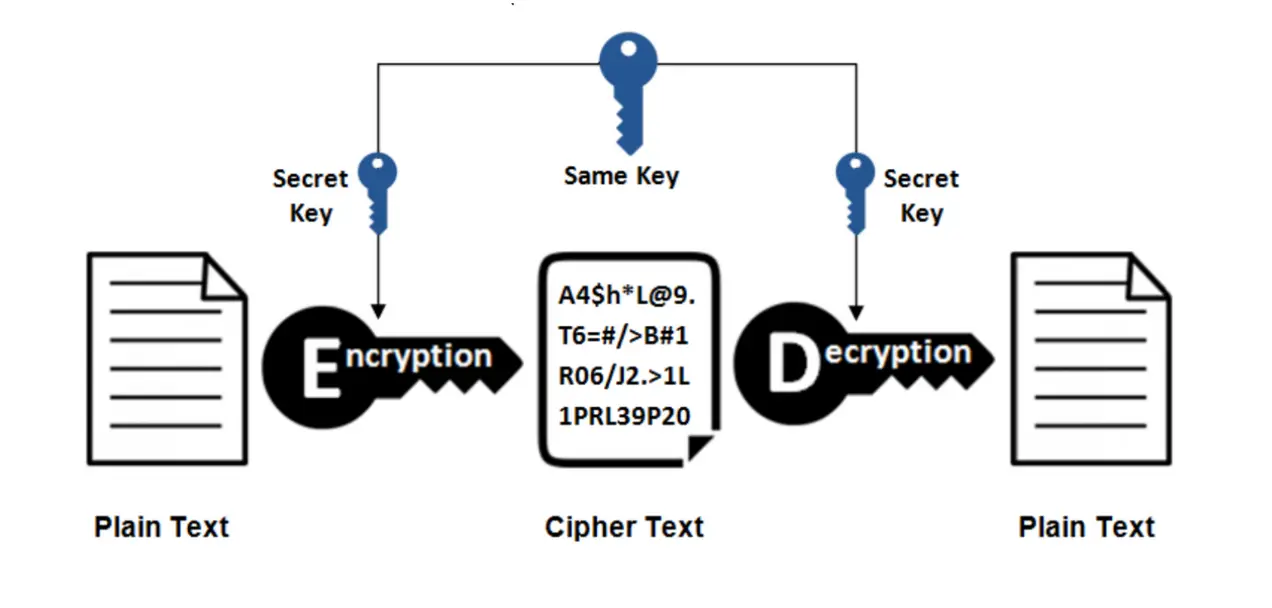 Same Key
Secret
Key
Secret
Key
Encryption
A4$h*L@9.
T6=#/>B#1
R06/J2.>1L
1PRL39P20
Decryption
Plain Text
Cipher Text
Plain Text